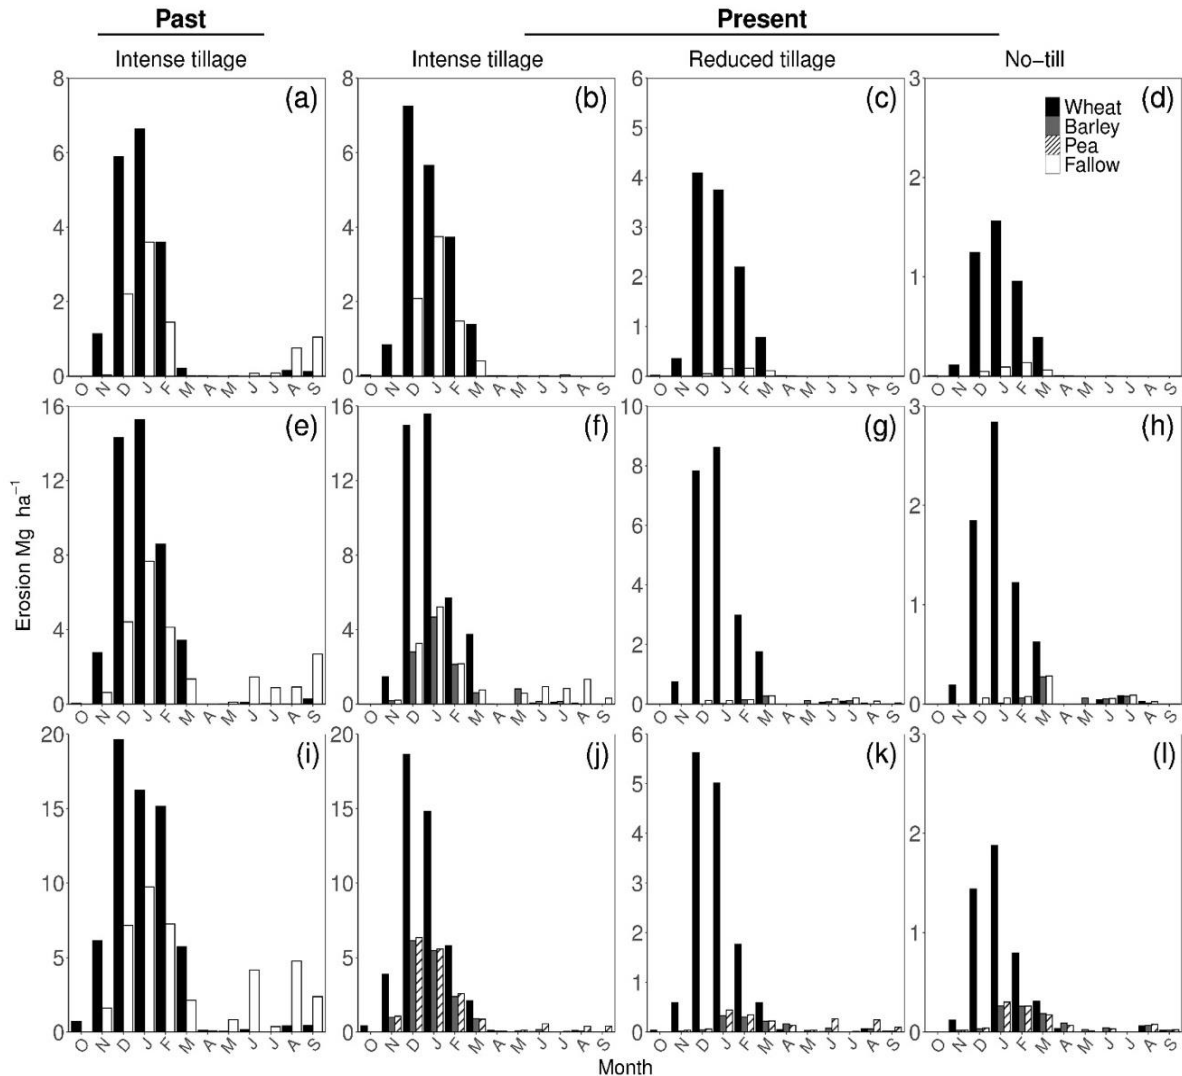 Past Present
Intense tillage Intense tillage Reduced tillage No−till
(a) (b) (c) (d)
Wheat
Barley
Pea
Fallow
8 8 6 3
6 6 5
4 4 4 2
3
2 2 2 1
1
0 0 0 0
O N D J F M A M J J A S O N D J F M A M J J A S O N D J F M A M J J A S O N D J F M A M J J A S
(e) (f) (g) (h)
16 16 10 3
12 12 8
8 8 6 2
4 4 4 1
2
0 0 0 0
O N D J F M A M J J A S O N D J F M A M J J A S O N D J F M A M J J A S O N D J F M A M J J A S
Erosion Mg ha−1
(i) (j) (k) (l)
20 20 6 3
15 15 5
10 10 4 2
3
5 5 2 1
1
0 0 0 0
O N D J F M A M J J A S O N D J F M A M J J A S O N D J F M A M J J A S O N D J F M A M J J A S
Month